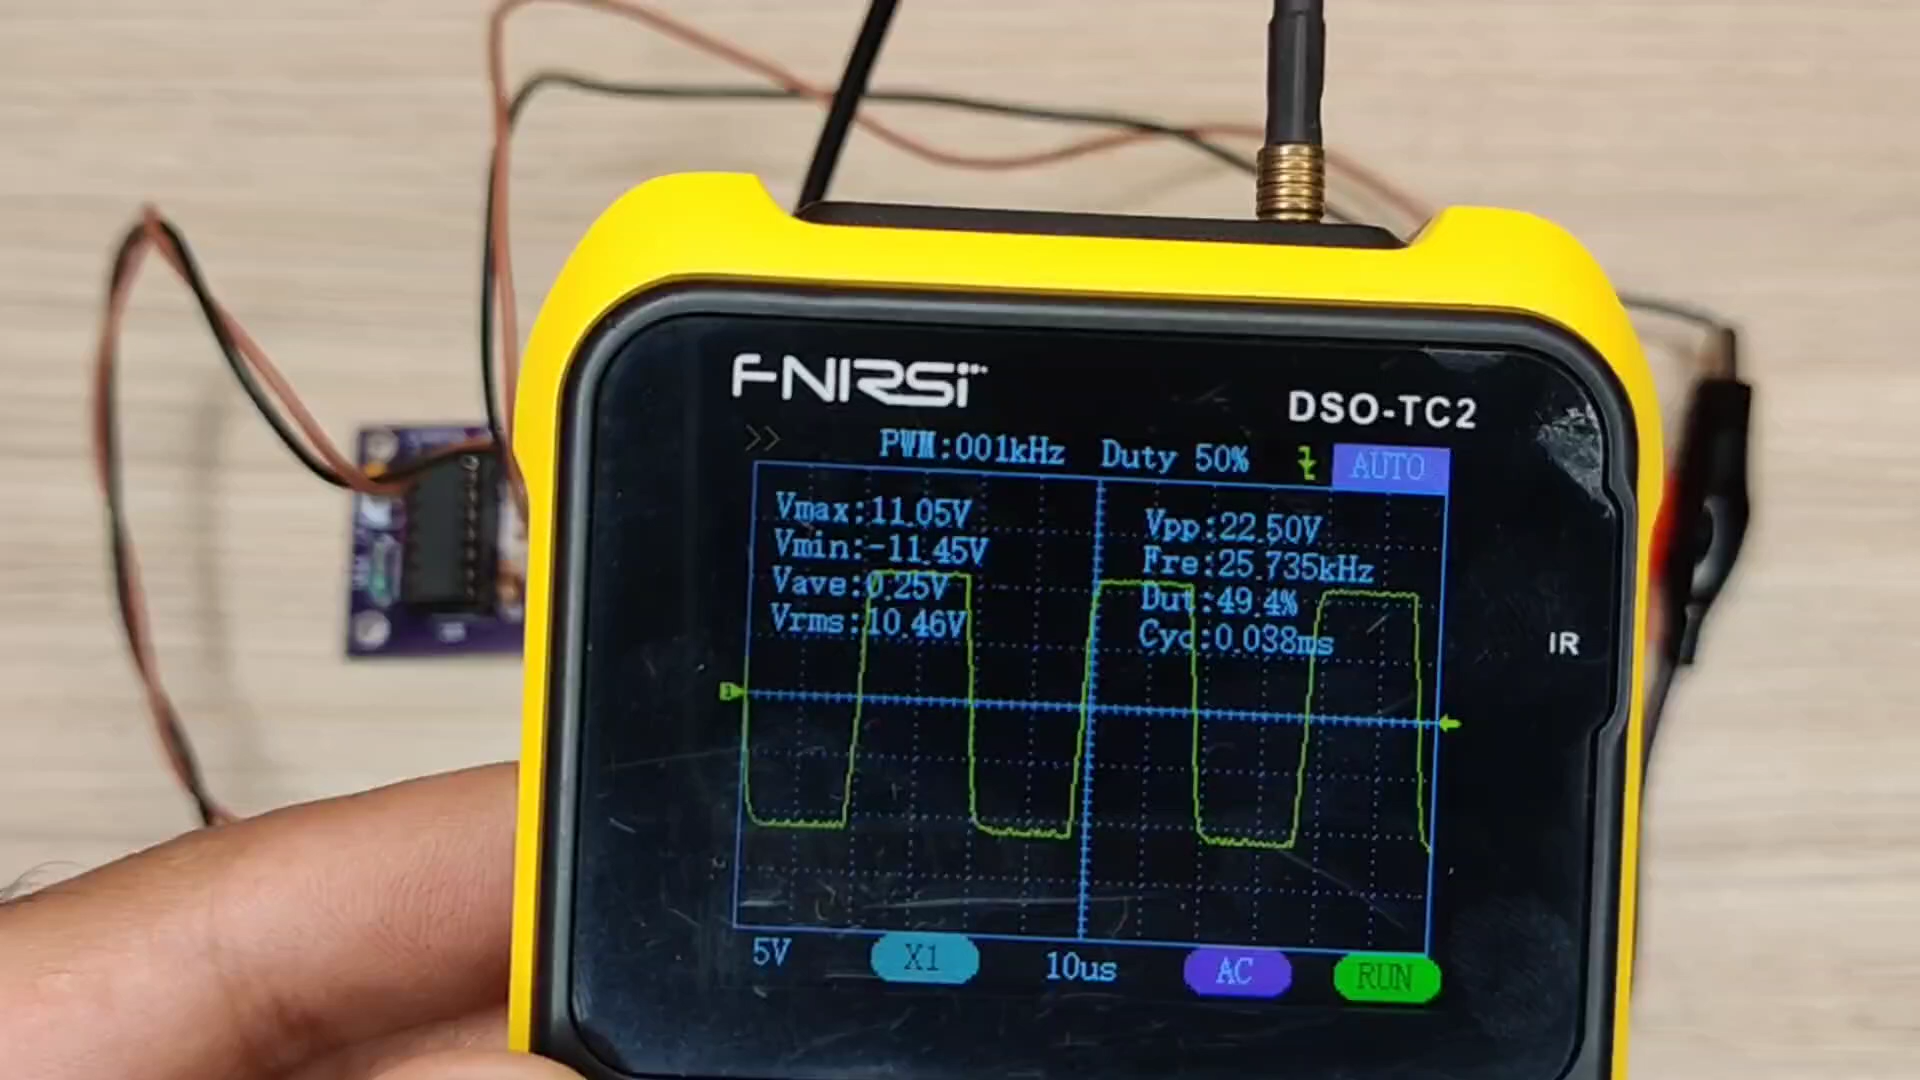 FNIRSI
DSO-TC2
>> PWM:001kHz Duty 50% AUTO
Vmax:11.05V
Vmin:-11.45V
Vave:0.25V
Vrms:10.46V
Vpp:22.50V
Fre:25.735kHz
Dut:49.4%
Cyc:0.038ms
1
IR
5V X1 10us AC RUN